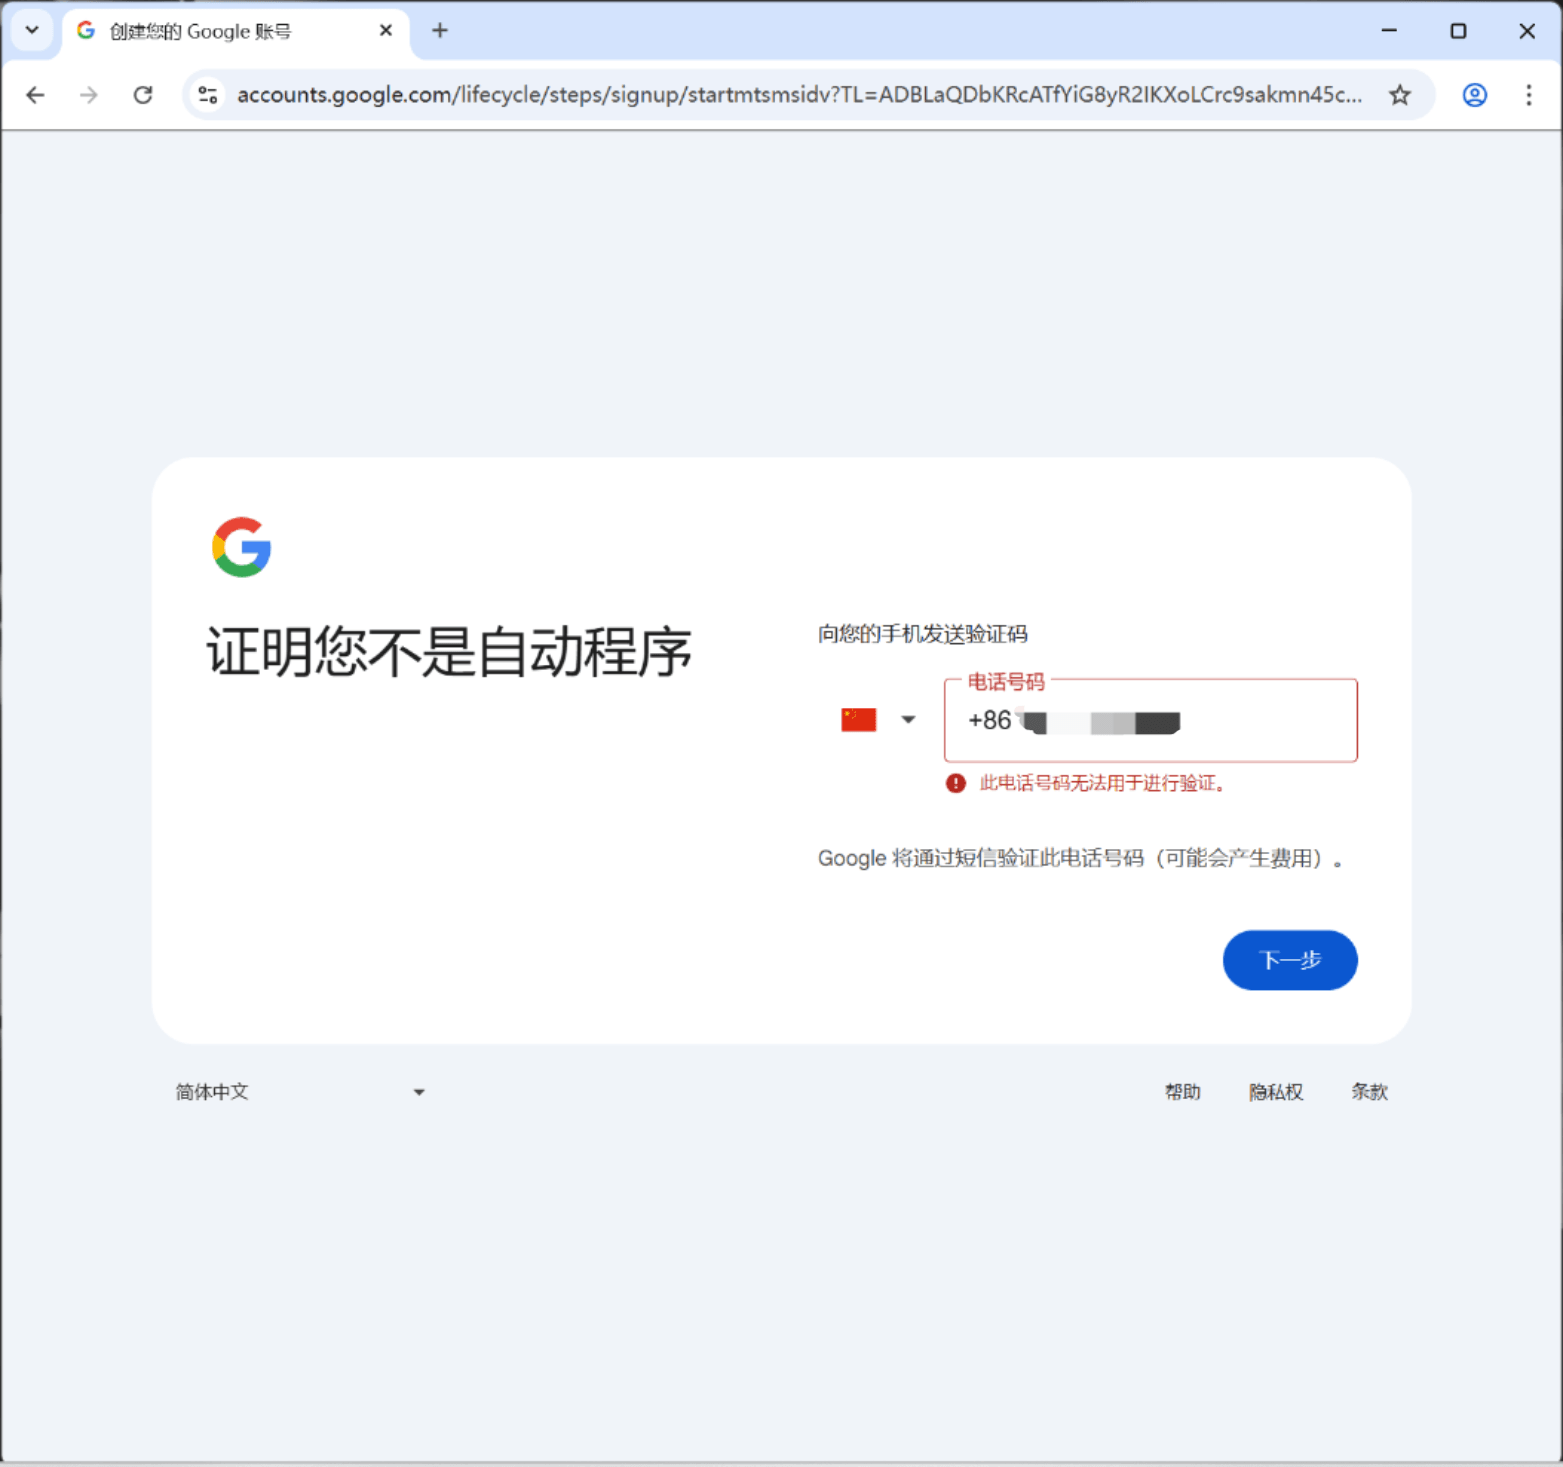 创建您的 Google 账号
accounts.google.com/lifecycle/steps/signup/startmtsmsidv?TL=ADBLaQDbKRcATfYiG8yR2IKXoLCrc9sakmn45c...
证明您不是自动程序
向您的手机发送验证码
电话号码
+86
此电话号码无法用于进行验证。
Google 将通过短信验证此电话号码（可能会产生费用）。
下一步
简体中文
帮助
隐私权
条款